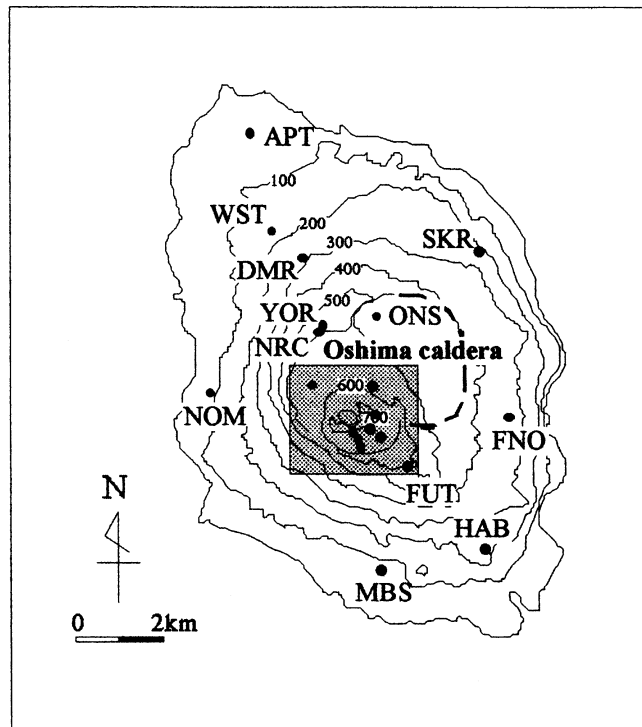 APT
100
WST
200
SKR
300
DMR
400
500
YOR
ONS
NRC
Oshima caldera
600
NOM
700
FNO
FUT
N
HAB
MBS
0 2km